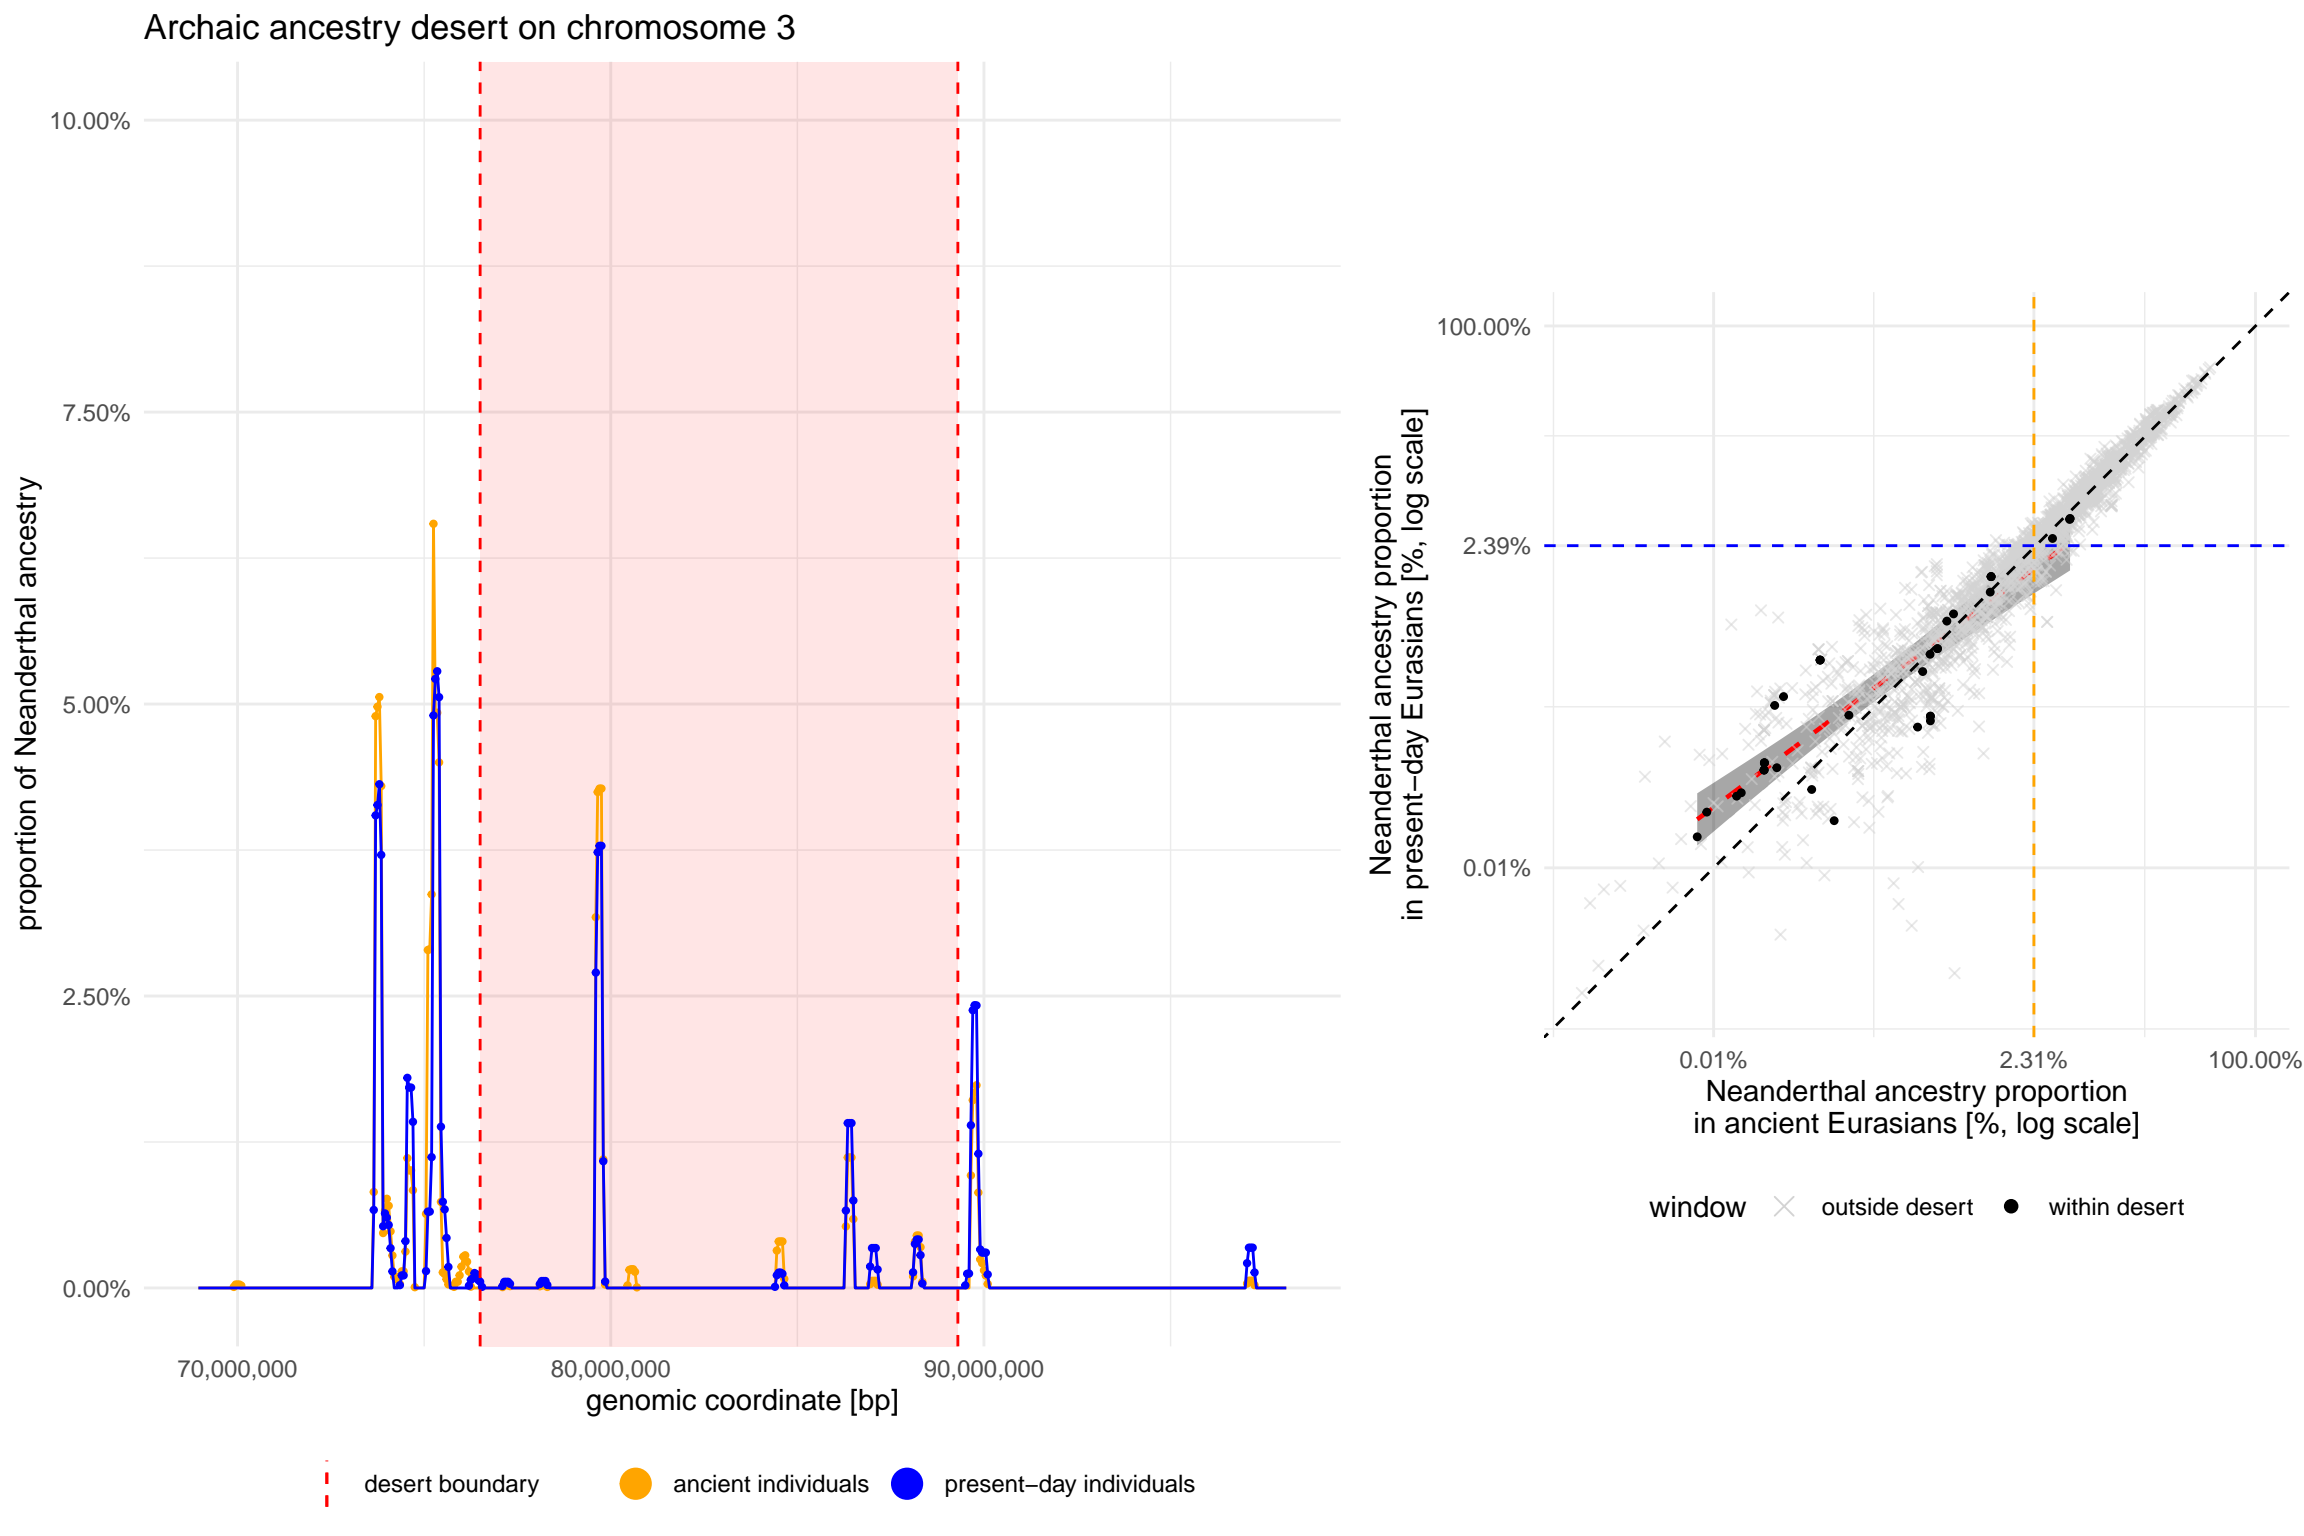 Archaic ancestry desert on chromosome 3
proportion of Neanderthal ancestry
10.00%
7.50%
5.00%
2.50%
0.00%
70,000,000
80,000,000
90,000,000
genomic coordinate [bp]
desert boundary
ancient individuals
present−day individuals
Neanderthal ancestry proportion
in present−day Eurasians [%, log scale]
100.00%
2.39%
0.01%
0.01%
2.31%
100.00%
Neanderthal ancestry proportion
in ancient Eurasians [%, log scale]
window
outside desert
within desert